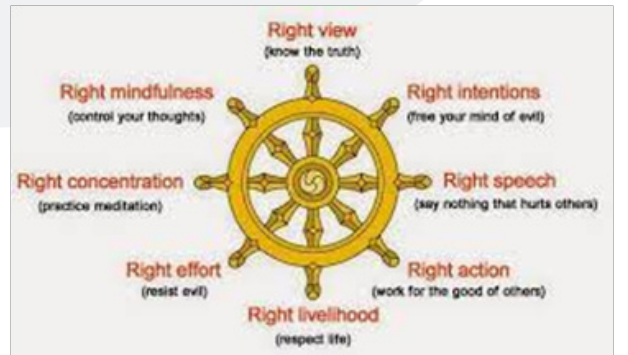 Right view
(know the truth)
Right mindfulness
(control your thoughts)
Right intentions
(free your mind of evil)
Right concentration
(practice meditation)
Right speech
(say nothing that hurts others)
Right effort
(resist evil)
Right action
(work for the good of others)
Right livelihood
(respect life)